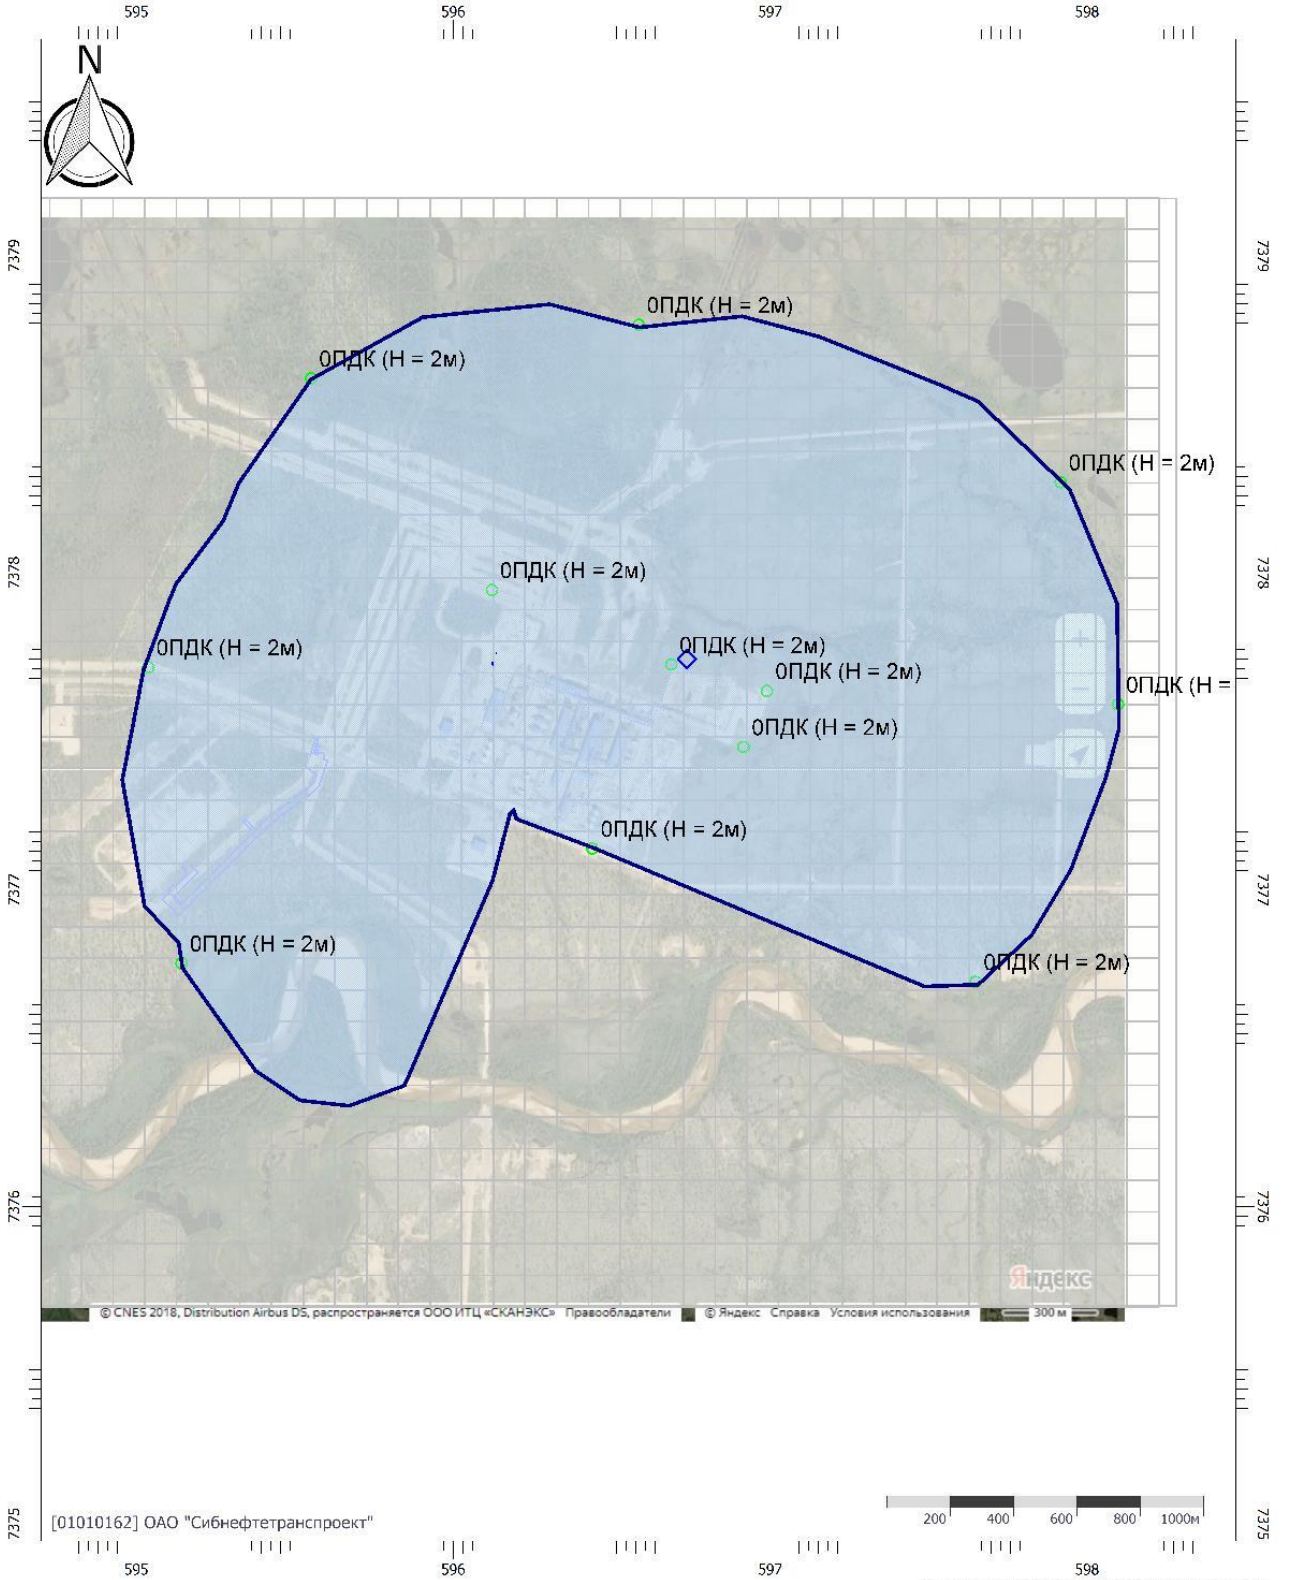 595 596 597 598
N
7379 7379
0ПДК (Н = 2м)
0ПДК (Н = 2м)
0ПДК (Н = 2м)
7378 7378
0ПДК (Н = 2м)
0ПДК (Н = 2м)
0ПДК (Н = 2м)
0ПДК (Н = 2м)
0ПДК (Н =
0ПДК (Н = 2м)
0ПДК (Н = 2м)
7377 7377
0ПДК (Н = 2м)
0ПДК (Н = 2м)
7376 7376
Яндекс
© CNES 2018, Distribution Airbus DS, распространяется ООО ИТЦ «СКАНЭКС» Правообладатели © Яндекс Справка Условия использования 300 м
7375 7375
200 400 600 800 1000м
[01010162] ОАО "Сибнефтетранспроект"
595 596 597 598